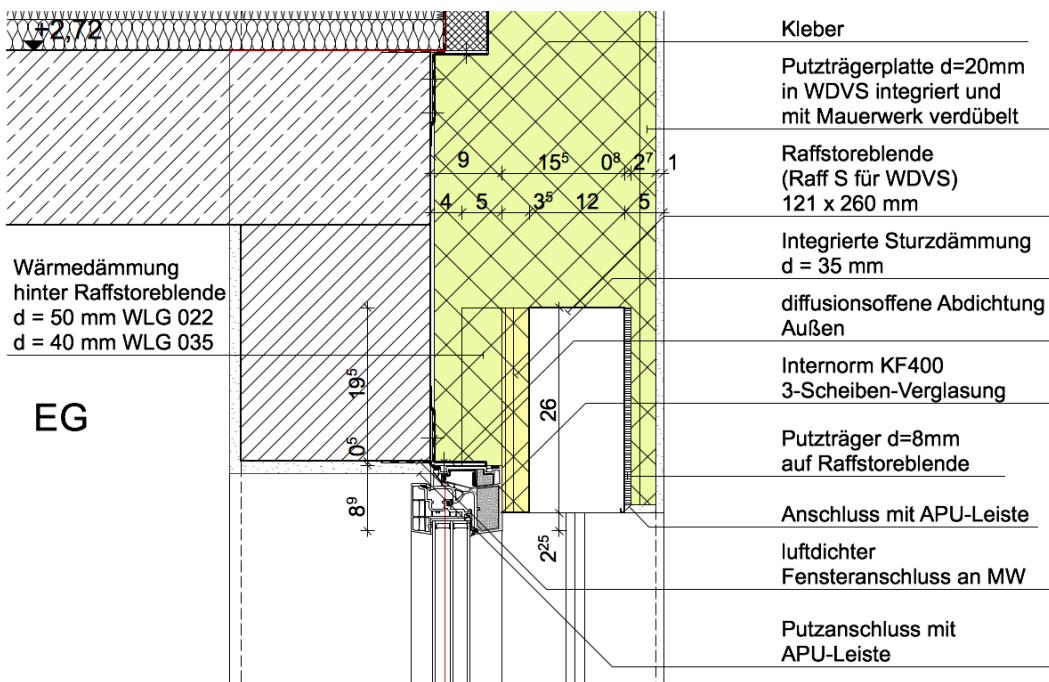 +2,72
Kleber
Putzträgerplatte d=20mm
in WDVS integriert und
mit Mauerwerk verdübelt
9 15⁵ 0⁸ 2⁷ 1
Raffstoreblende
(Raff S für WDVS)
121 x 260 mm
4 5 3⁵ 12 5
Integrierte Sturzdämmung
d = 35 mm
Wärmedämmung
hinter Raffstoreblende
d = 50 mm WLG 022
d = 40 mm WLG 035
diffusionsoffene Abdichtung
Außen
Internorm KF400
3-Scheiben-Verglasung
19⁵
26
EG
Putzträger d=8mm
auf Raffstoreblende
0⁵
8⁹
Anschluss mit APU-Leiste
2²⁵
luftdichter
Fensteranschluss an MW
Putzanschluss mit
APU-Leiste